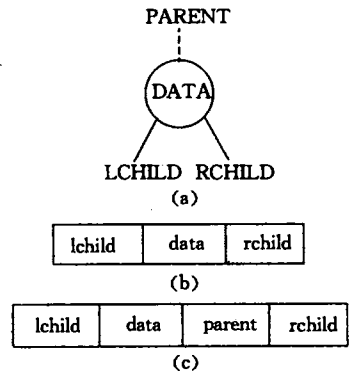 PARENT
DATA
LCHILD RCHILD
(a)
lchild data rchild
(b)
lchild data parent rchild
(c)